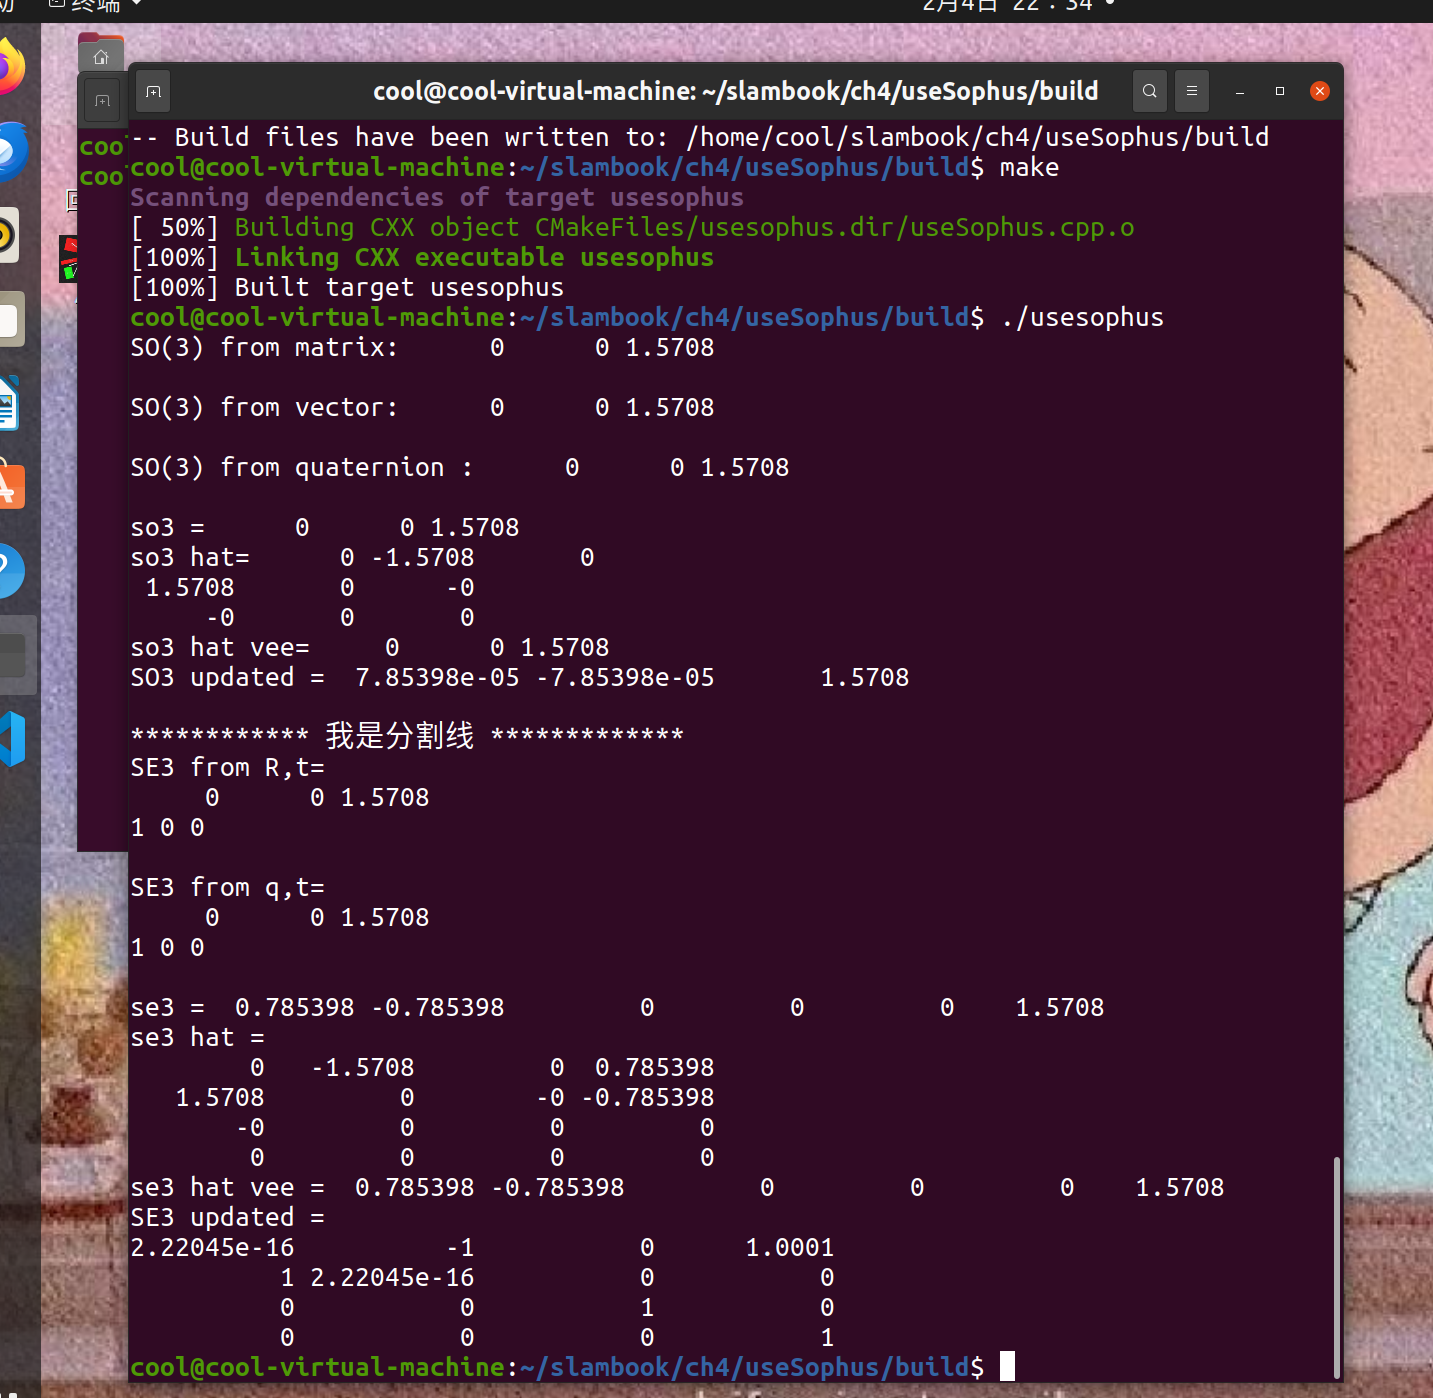 终端
2月4日 22：34
cool@cool-virtual-machine: ~/slambook/ch4/useSophus/build
coo
coo
-- Build files have been written to: /home/cool/slambook/ch4/useSophus/build
cool@cool-virtual-machine:~/slambook/ch4/useSophus/build$ make
Scanning dependencies of target usesophus
[ 50%] Building CXX object CMakeFiles/usesophus.dir/useSophus.cpp.o
[100%] Linking CXX executable usesophus
[100%] Built target usesophus
cool@cool-virtual-machine:~/slambook/ch4/useSophus/build$ ./usesophus
SO(3) from matrix:      0      0 1.5708
SO(3) from vector:      0      0 1.5708
SO(3) from quaternion :      0      0 1.5708
so3 =      0      0 1.5708
so3 hat=      0 -1.5708       0
 1.5708       0      -0
     -0       0       0
so3 hat vee=     0      0 1.5708
SO3 updated =  7.85398e-05 -7.85398e-05       1.5708
************ 我是分割线 *************
SE3 from R,t=
     0      0 1.5708
1 0 0
SE3 from q,t=
     0      0 1.5708
1 0 0
se3 =  0.785398 -0.785398         0         0         0    1.5708
se3 hat =
        0   -1.5708         0  0.785398
   1.5708         0        -0 -0.785398
       -0         0         0         0
        0         0         0         0
se3 hat vee =  0.785398 -0.785398         0         0         0    1.5708
SE3 updated =
2.22045e-16          -1           0      1.0001
          1 2.22045e-16           0           0
          0           0           1           0
          0           0           0           1
cool@cool-virtual-machine:~/slambook/ch4/useSophus/build$